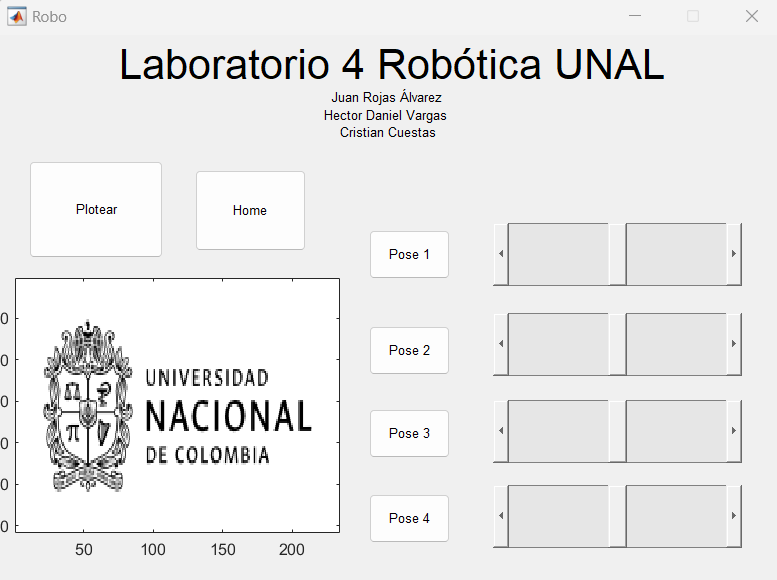 Robo
Laboratorio 4 Robótica UNAL
Juan Rojas Álvarez
Hector Daniel Vargas
Cristian Cuestas
Plotear
Home
Pose 1
Pose 2
Pose 3
Pose 4
UNIVERSIDAD
NACIONAL
DE COLOMBIA
0
0
0
0
0
0
50 100 150 200